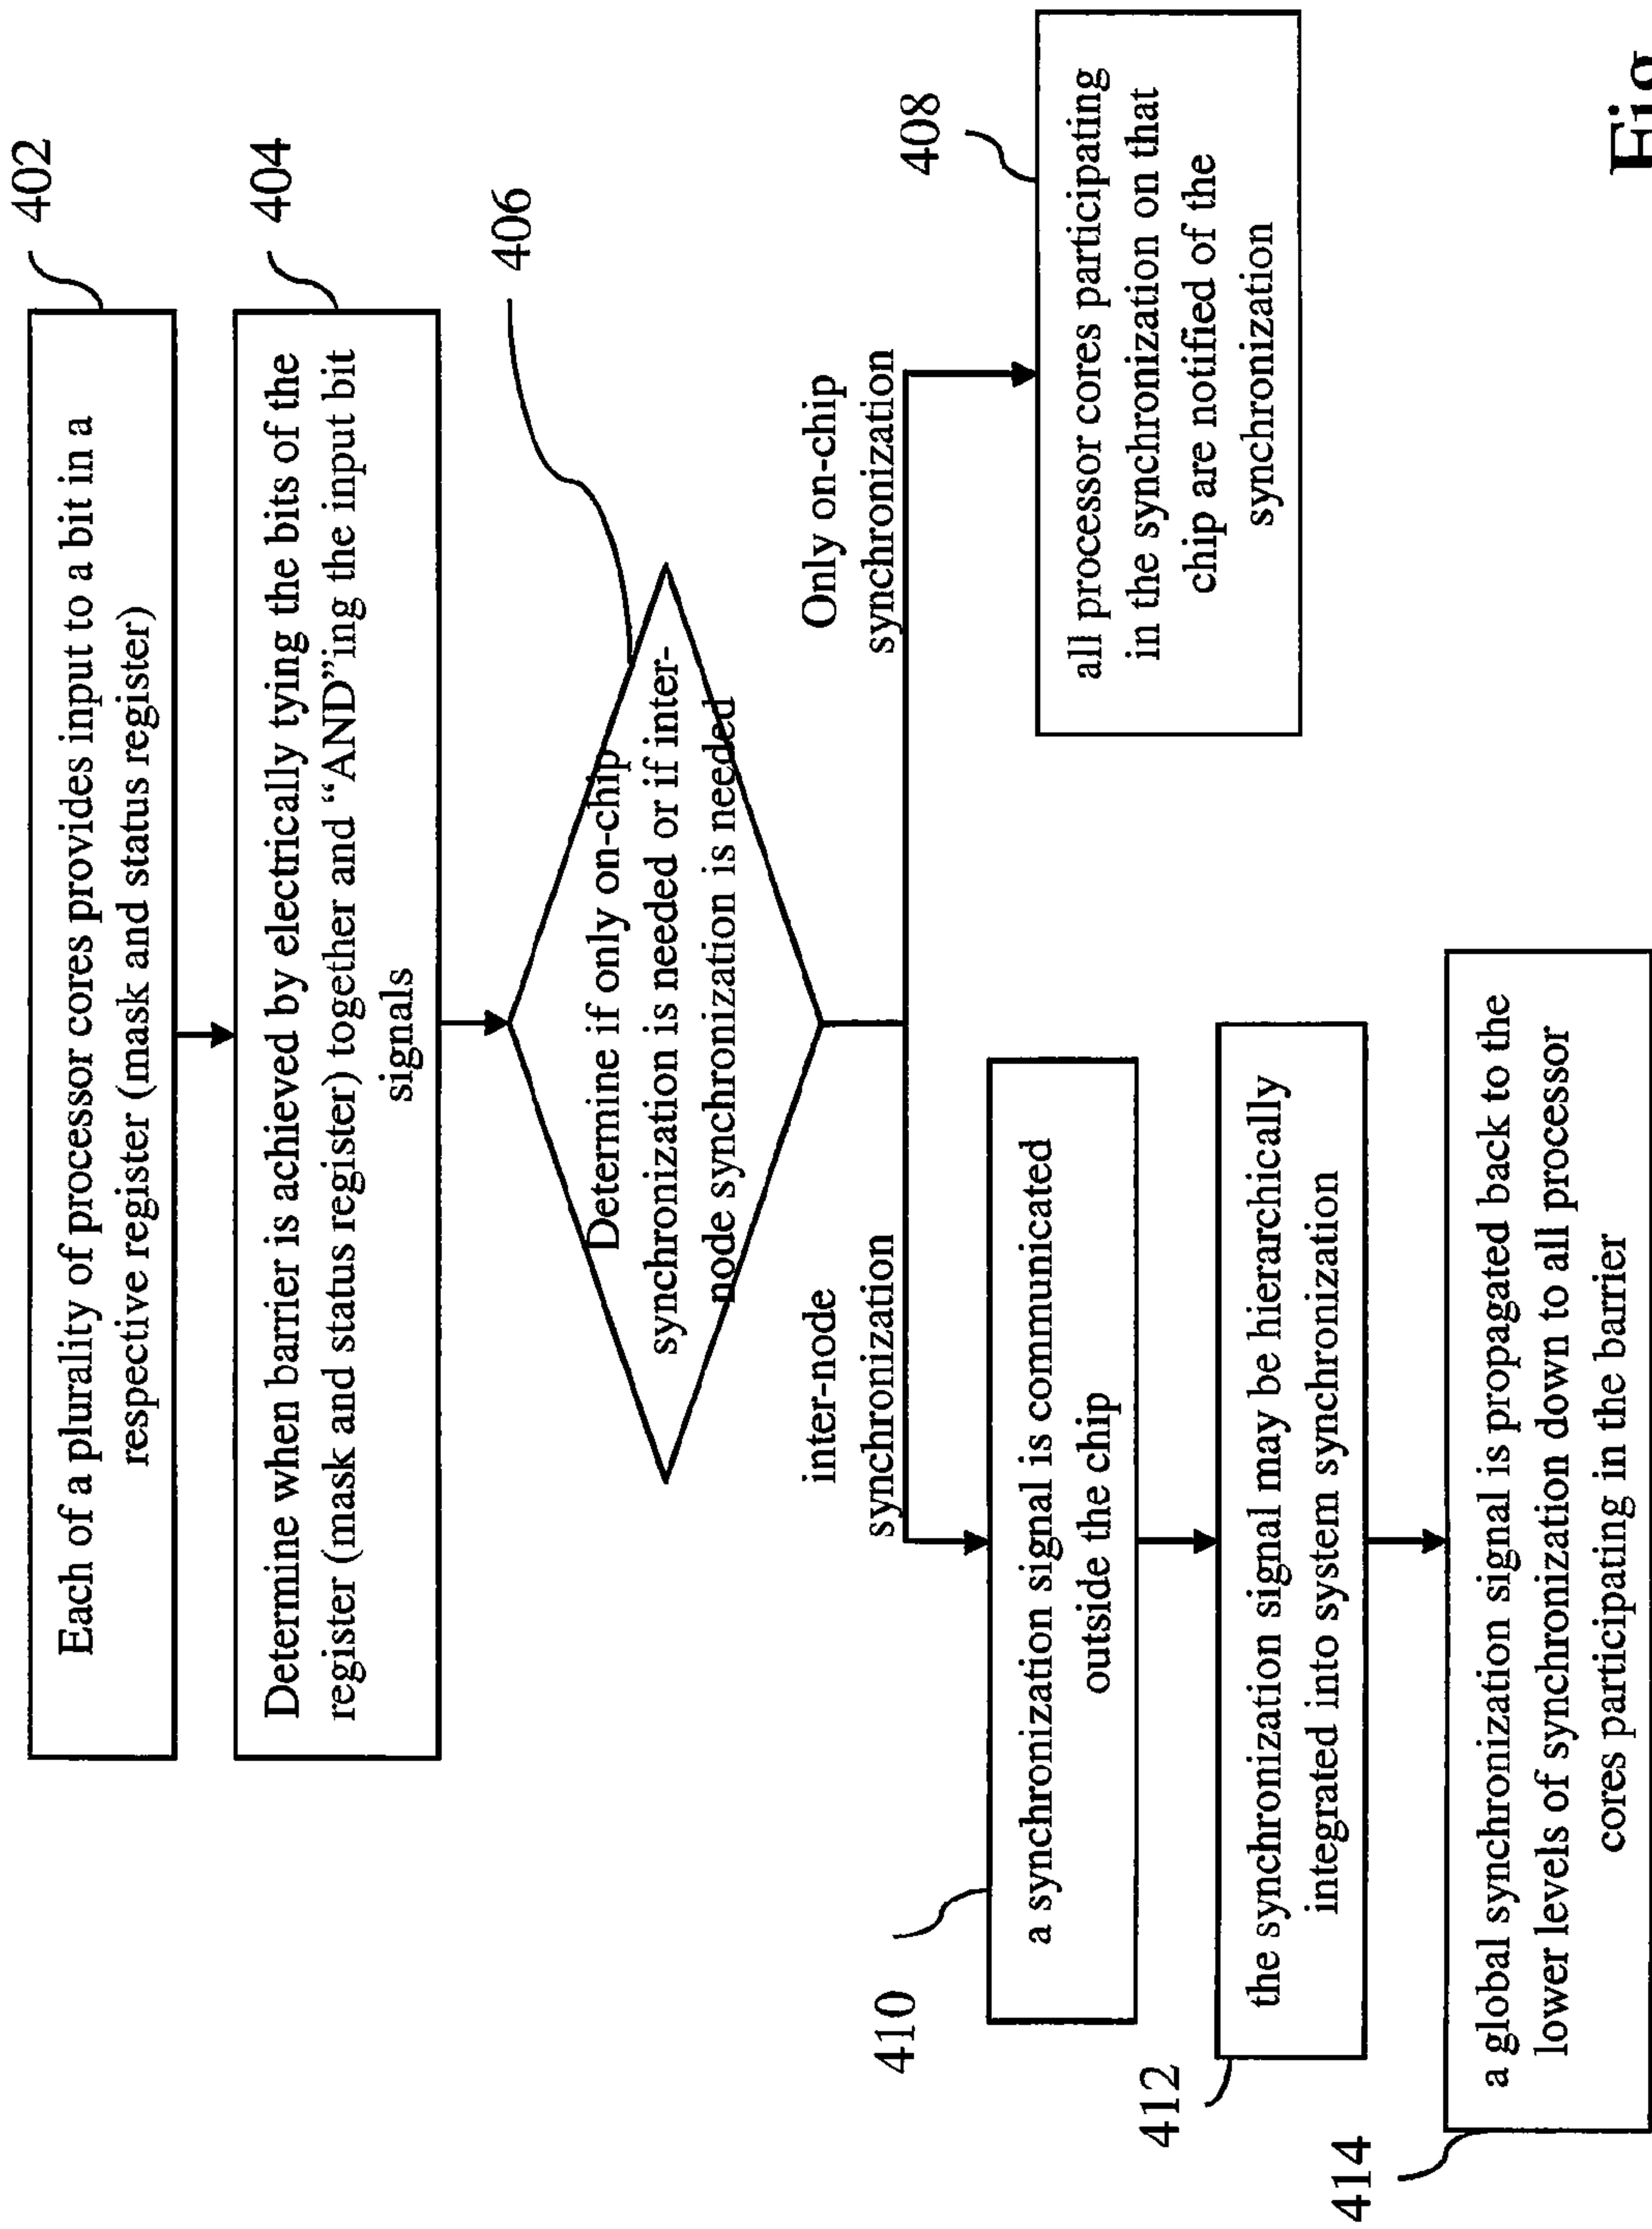 402
Each of a plurality of processor cores provides input to a bit in a
respective register (mask and status register)
404
Determine when barrier is achieved by electrically tying the bits of the
register (mask and status register) together and “AND”ing the input bit
signals
406
Determine if only on-chip
synchronization is needed or if inter-
node synchronization is needed
inter-node
synchronization
Only on-chip
synchronization
408
all processor cores participating
in the synchronization on that
chip are notified of the
synchronization
410
a synchronization signal is communicated
outside the chip
412
the synchronization signal may be hierarchically
integrated into system synchronization
414
a global synchronization signal is propagated back to the
lower levels of synchronization down to all processor
cores participating in the barrier